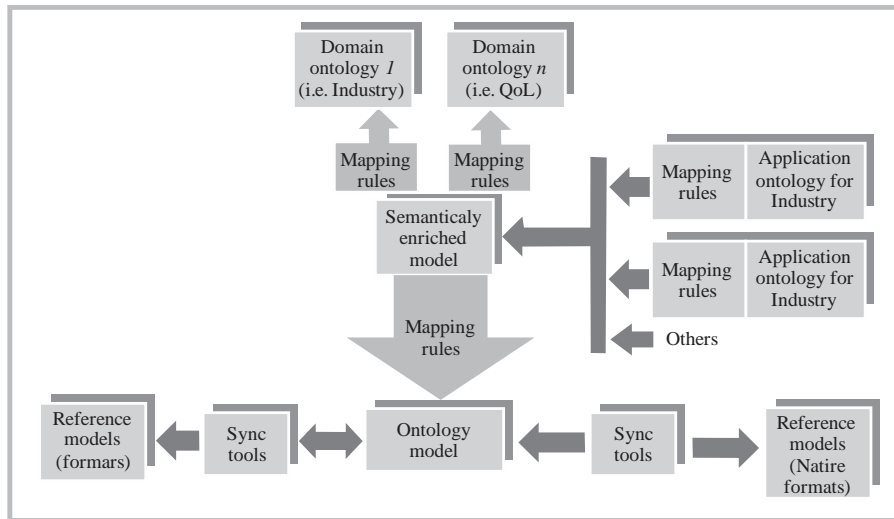 Domain
ontology 1
(i.e. Industry)
Domain
ontology n
(i.e. QoL)
Mapping
rules
Mapping
rules
Mapping
rules
Application
ontology for
Industry
Semanticaly
enriched
model
Mapping
rules
Application
ontology for
Industry
Mapping
rules
Others
Reference
models
(formars)
Sync
tools
Ontology
model
Sync
tools
Reference
models
(Natire
formats)